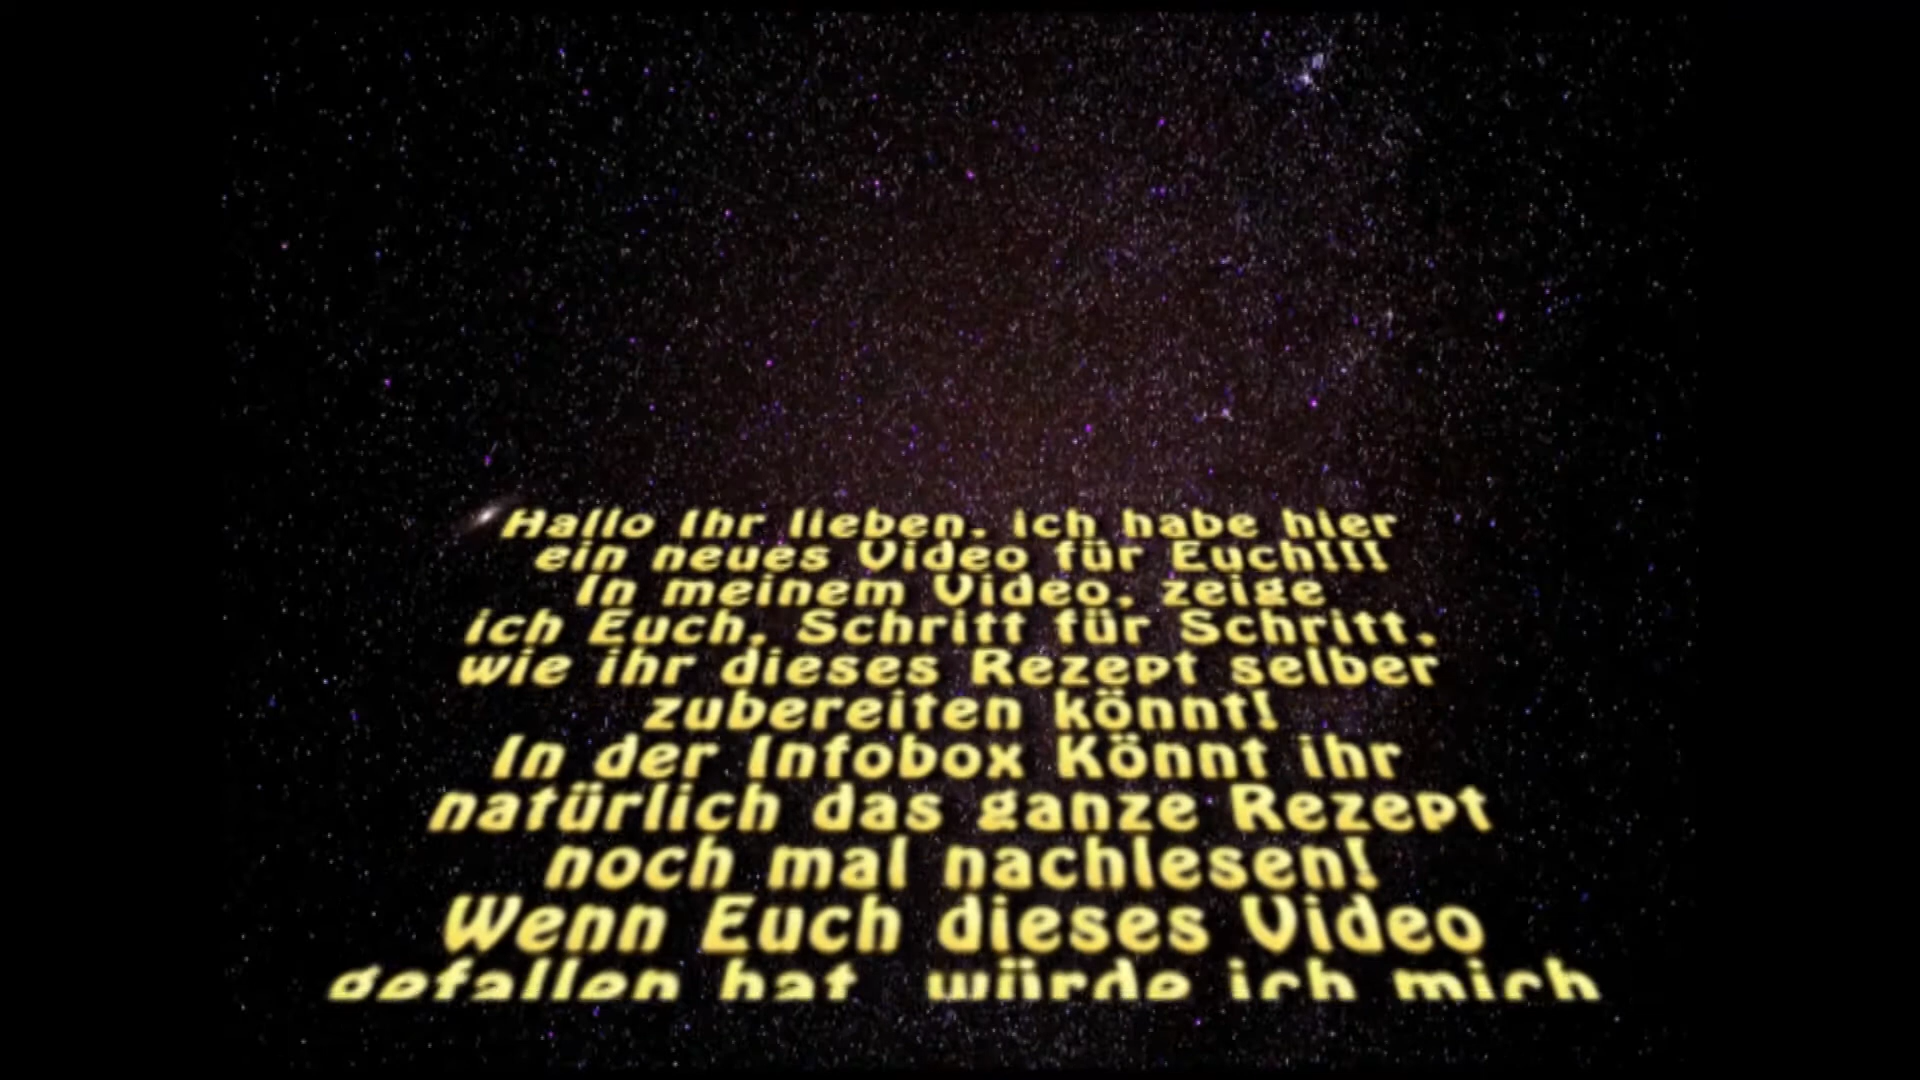 Hallo Ihr lieben, ich habe hier
ein neues Video für Euch!!!
In meinem Video, zeige
ich Euch, Schritt für Schritt,
wie ihr dieses Rezept selber
zubereiten könnt!
In der Infobox Könnt ihr
natürlich das ganze Rezept
noch mal nachlesen!
Wenn Euch dieses Video
gefallen hat würde ich mich